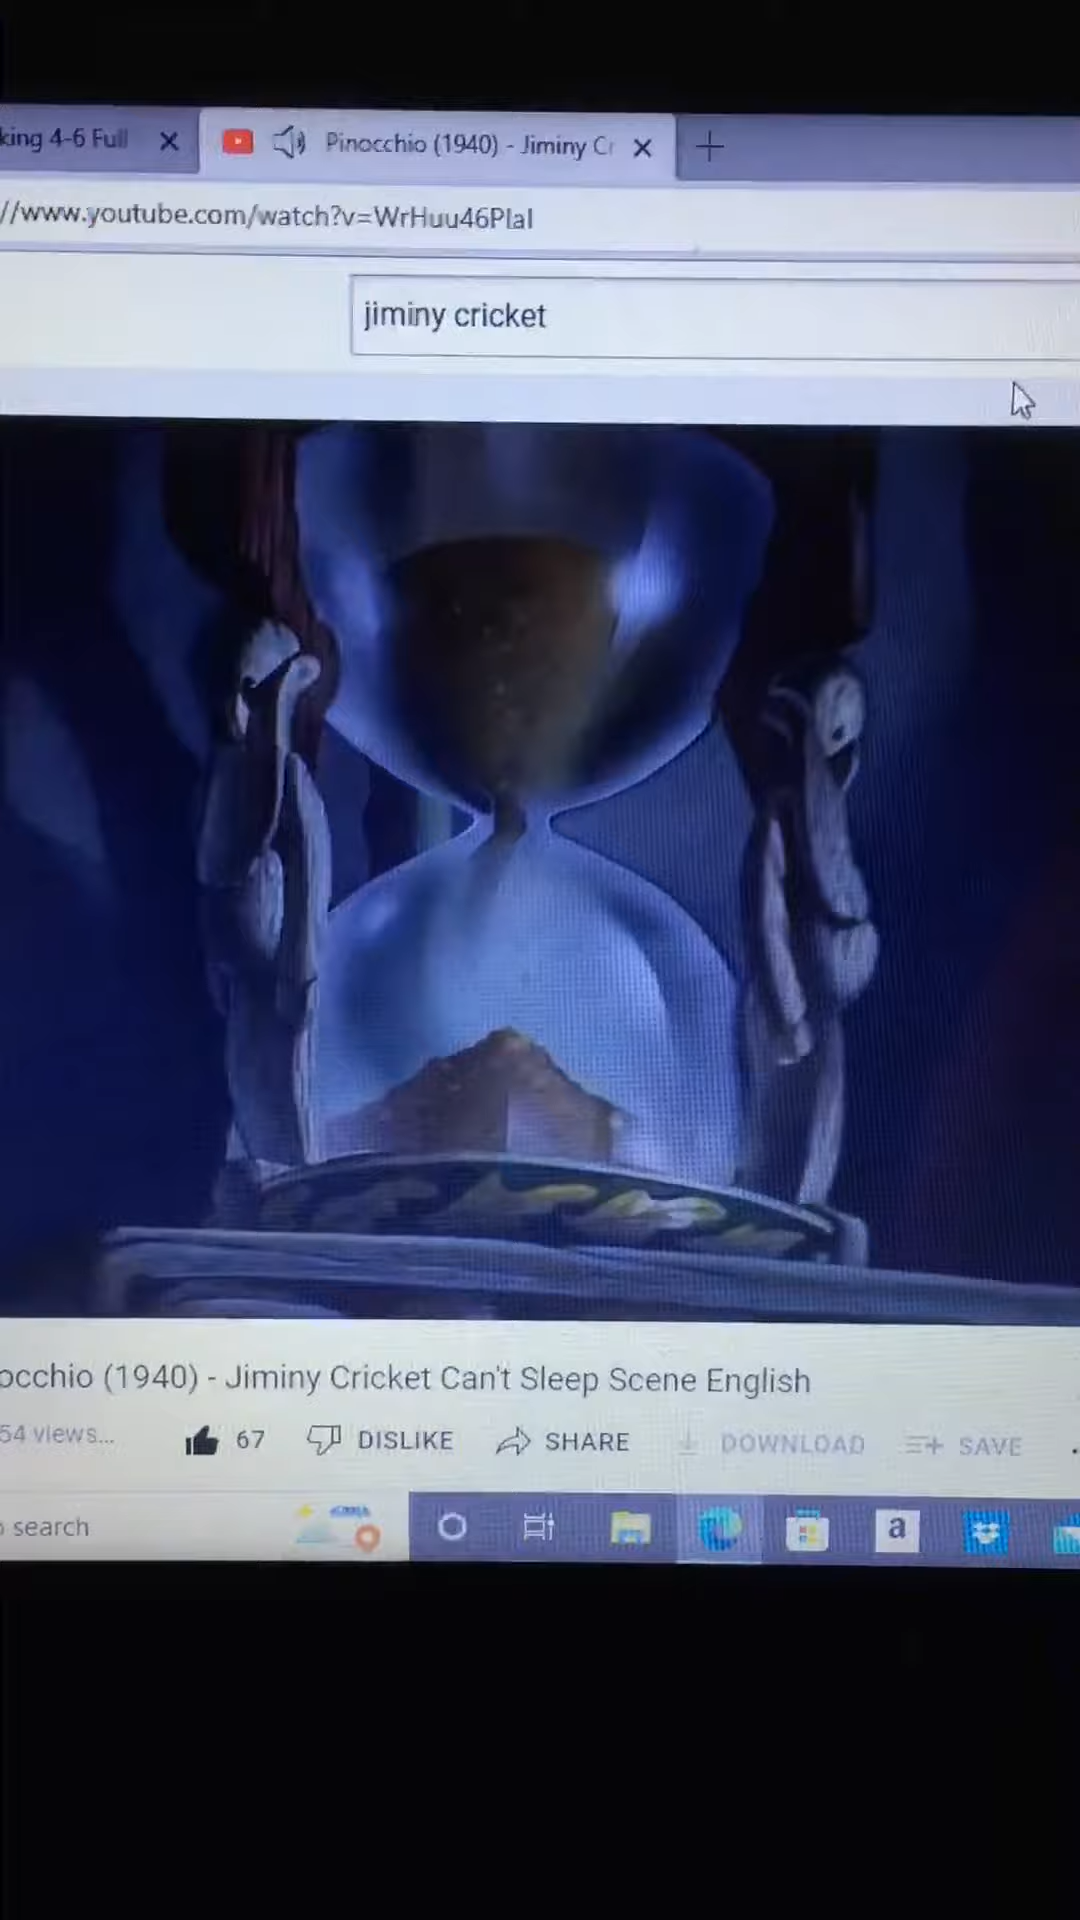 king 4-6 Full
Pinocchio (1940) - Jiminy Cr
//www.youtube.com/watch?v=WrHuu46PlaI
jiminy cricket
occhio (1940) - Jiminy Cricket Can't Sleep Scene English
54 views...
67
DISLIKE
SHARE
DOWNLOAD
SAVE
search
a